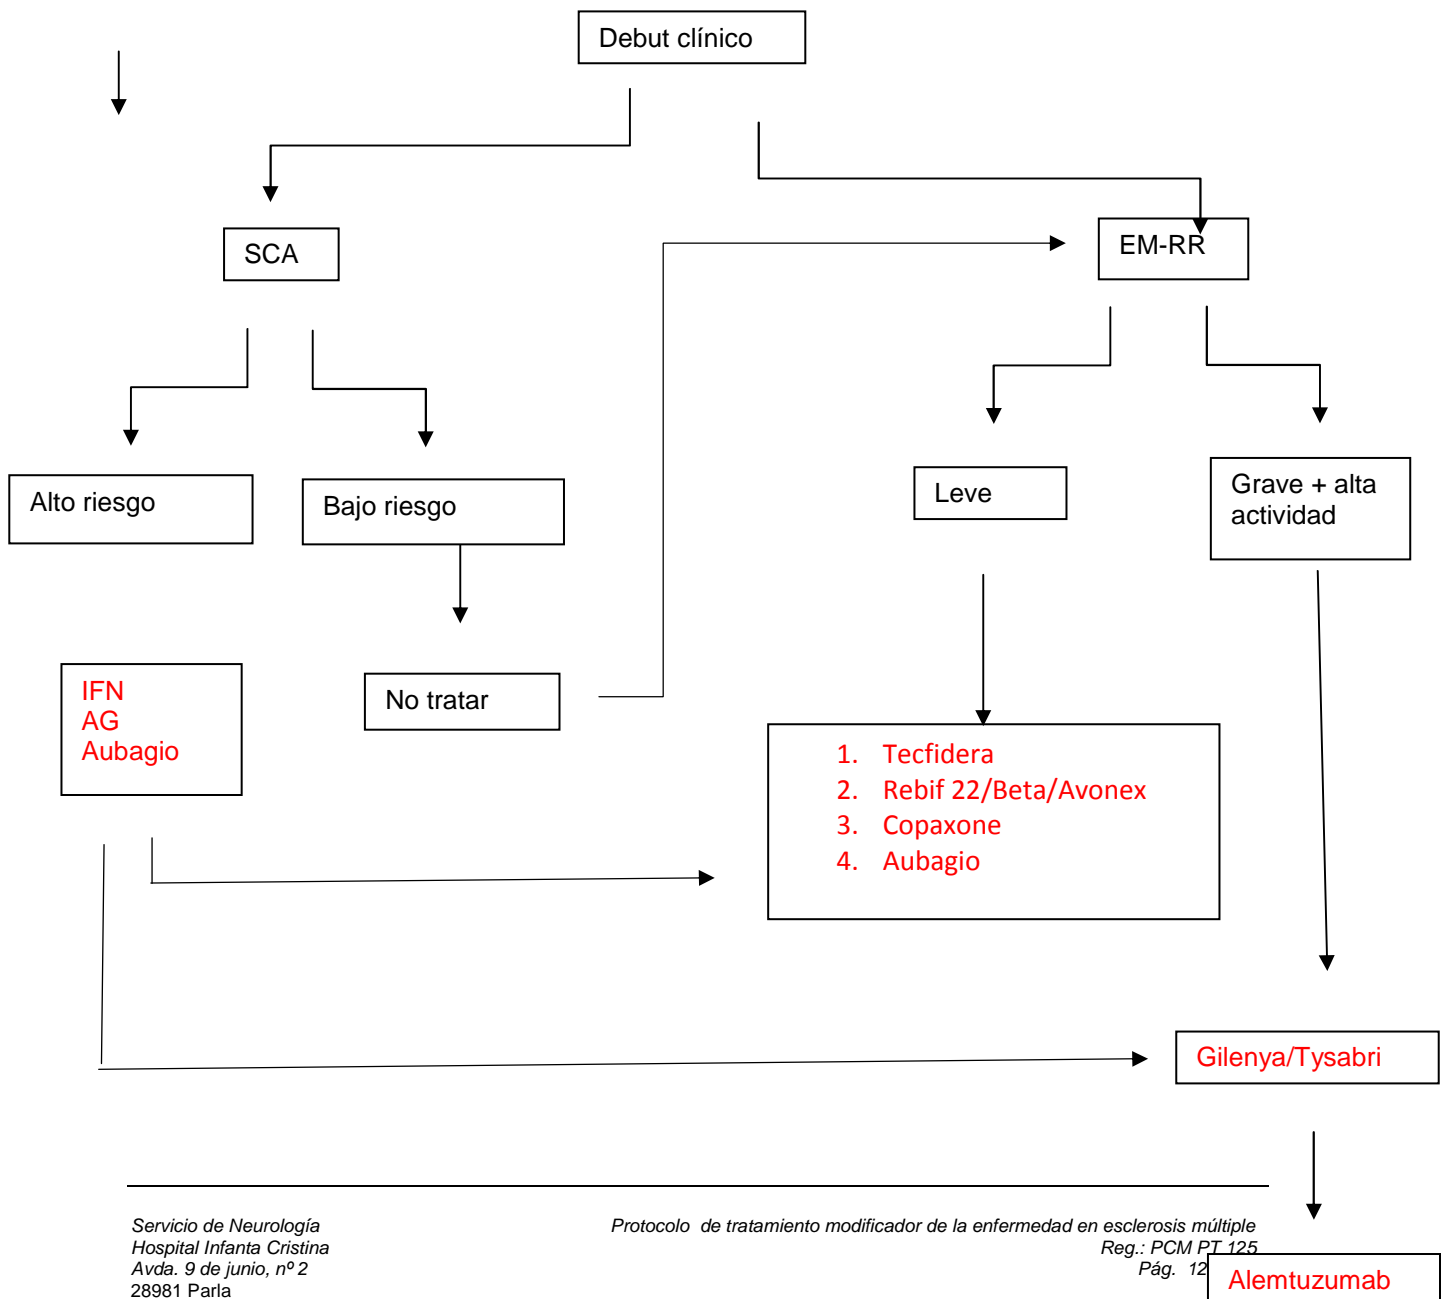 Debut clínico
SCA
EM-RR
Alto riesgo
Bajo riesgo
Leve
Grave + alta
actividad
IFN
AG
Aubagio
No tratar
1. Tecfidera
2. Rebif 22/Beta/Avonex
3. Copaxone
4. Aubagio
Gilenya/Tysabri
Servicio de Neurología
Hospital Infanta Cristina
Avda. 9 de junio, nº 2
28981 Parla
Protocolo de tratamiento modificador de la enfermedad en esclerosis múltiple
Reg.: PCM PT 125
Pág. 12
Alemtuzumab